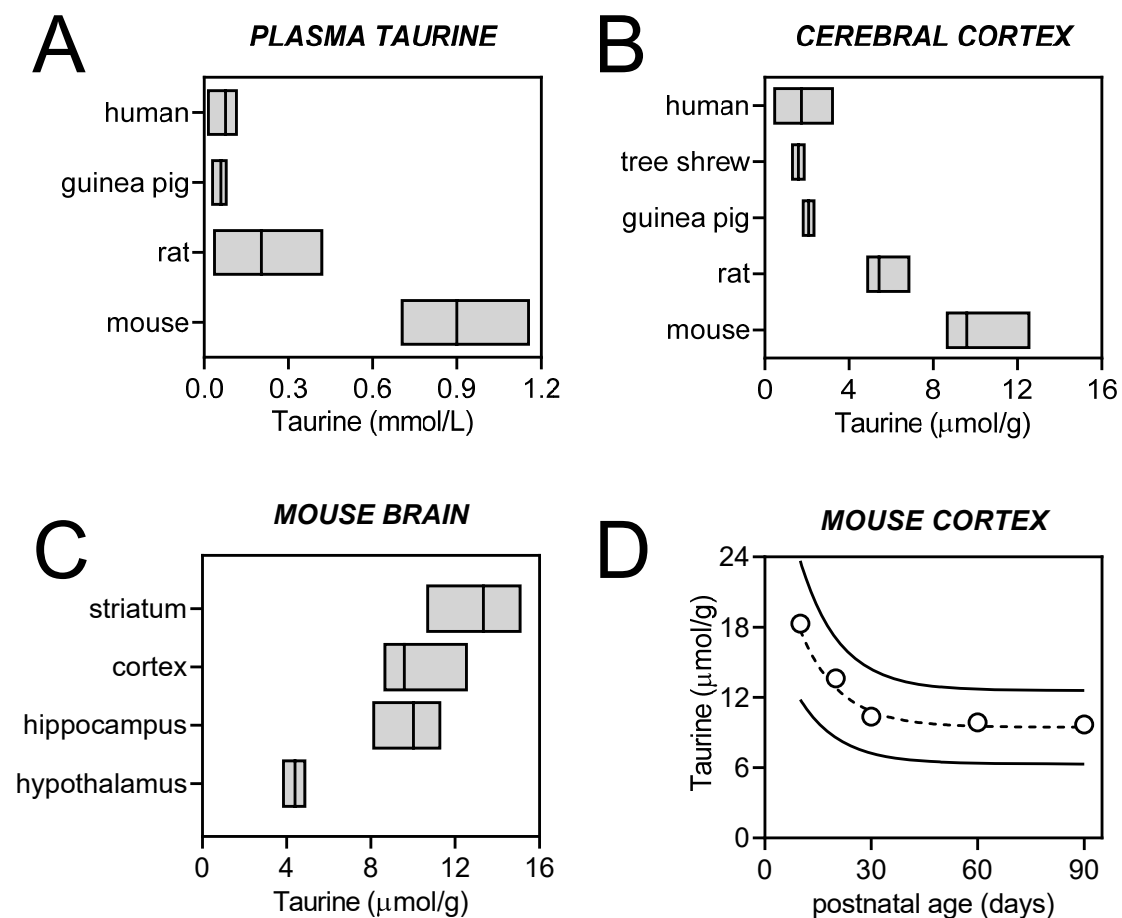 A
PLASMA TAURINE
human
guinea pig
rat
mouse
0.0 0.3 0.6 0.9 1.2
Taurine (mmol/L)
B
CEREBRAL CORTEX
human
tree shrew
guinea pig
rat
mouse
0 4 8 12 16
Taurine (μmol/g)
C
MOUSE BRAIN
striatum
cortex
hippocampus
hypothalamus
0 4 8 12 16
Taurine (μmol/g)
D
MOUSE CORTEX
Taurine (μmol/g)
24
18
12
6
0
0 30 60 90
postnatal age (days)